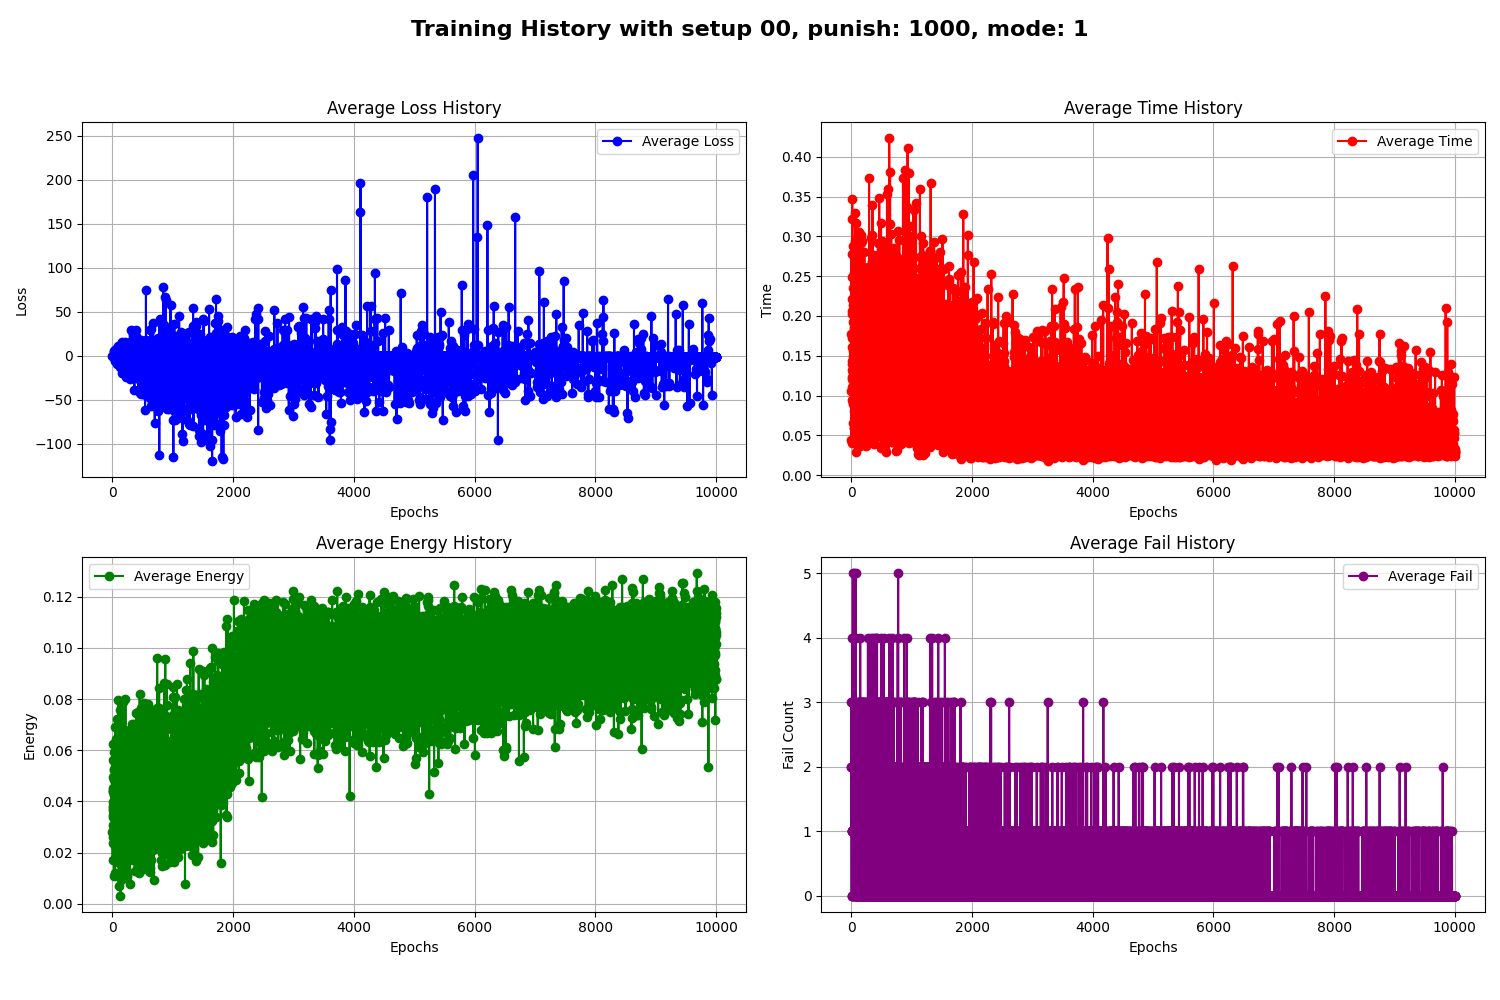 Training History with setup 00, punish: 1000, mode: 1
Average Loss History
250
200
150
100
50
0
−50
−100
Loss
Average Loss
0 2000 4000 6000 8000 10000
Epochs
Average Time History
0.40
0.35
0.30
0.25
0.20
0.15
0.10
0.05
0.00
Time
Average Time
0 2000 4000 6000 8000 10000
Epochs
Average Energy History
0.12
0.10
0.08
0.06
0.04
0.02
0.00
Energy
Average Energy
0 2000 4000 6000 8000 10000
Epochs
Average Fail History
5
4
3
2
1
0
Fail Count
Average Fail
0 2000 4000 6000 8000 10000
Epochs